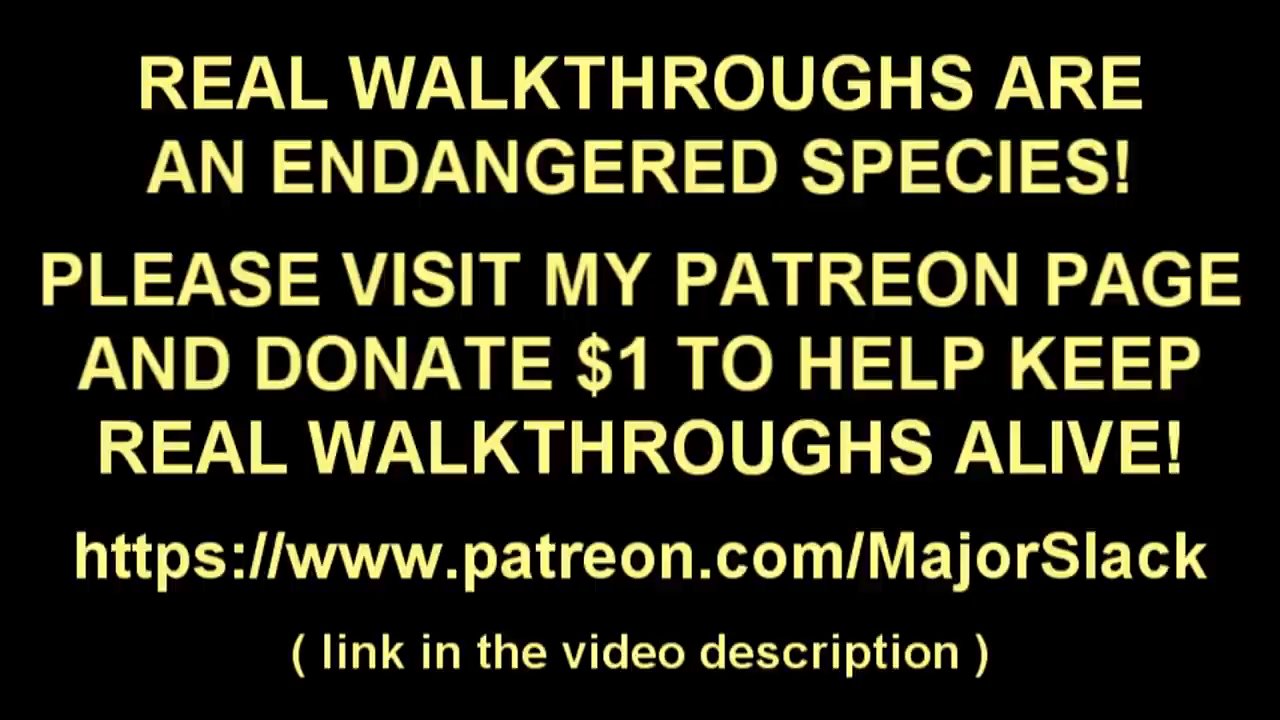 REAL WALKTHROUGHS ARE
AN ENDANGERED SPECIES!
PLEASE VISIT MY PATREON PAGE
AND DONATE $1 TO HELP KEEP
REAL WALKTHROUGHS ALIVE!
https://www.patreon.com/MajorSlack
( link in the video description )